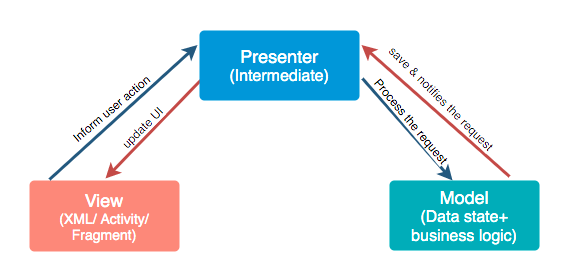 Presenter
(Intermediate)
Inform user action
update UI
save & notifies the request
Process the request
View
(XML/ Activity/
Fragment)
Model
(Data state+
business logic)